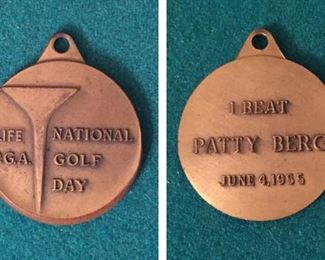 LIFE NATIONAL
P.G.A. GOLF
DAY
I BEAT
PATTY BERG
JUNE 4, 1955